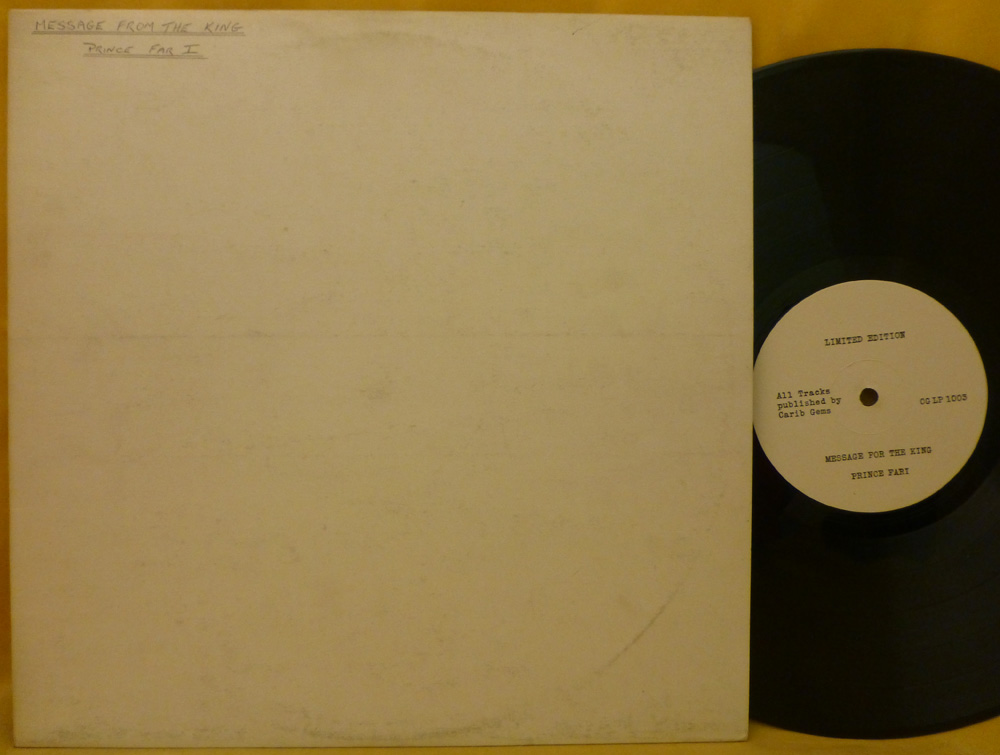 MESSAGE FROM THE KING
PRINCE FAR I
LIMITED EDITION
All Tracks
published by
Carib Gems
CG LP 1003
MESSAGE FOR THE KING
PRINCE FARI